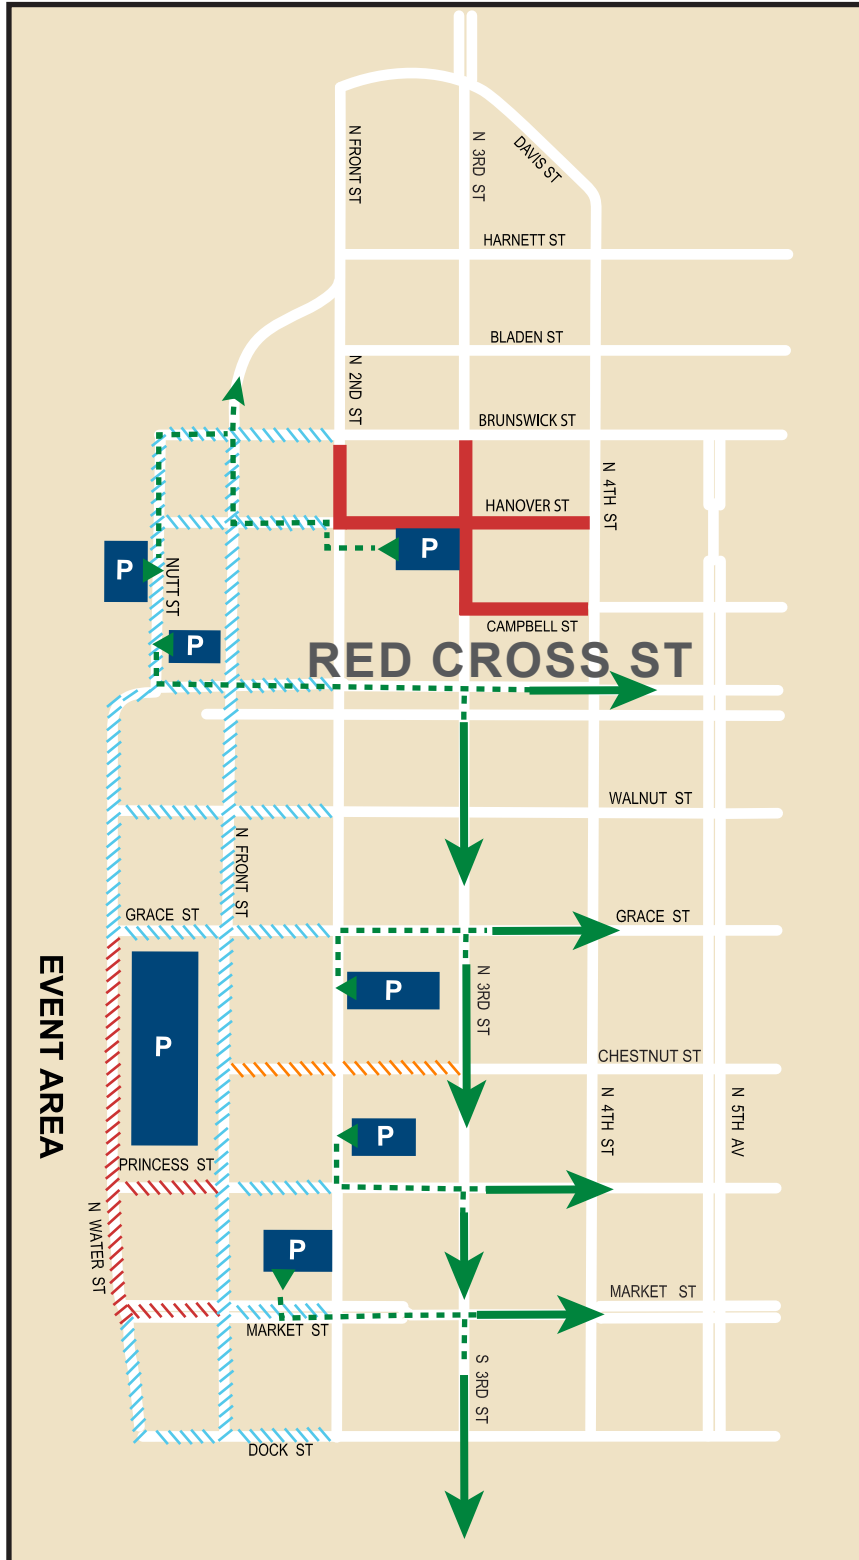 N FRONT ST
N 3RD ST
DAVIS ST
HARNETT ST
BLADEN ST
N 2ND ST
BRUNSWICK ST
N 4TH ST
HANOVER ST
P
P
NUTT ST
CAMPBELL ST
P
RED CROSS ST
WALNUT ST
N FRONT ST
GRACE ST
GRACE ST
EVENT AREA
N 3RD ST
P
P
CHESTNUT ST
N 4TH ST
N 5TH AV
P
PRINCESS ST
N WATER ST
P
MARKET ST
MARKET ST
S 3RD ST
DOCK ST